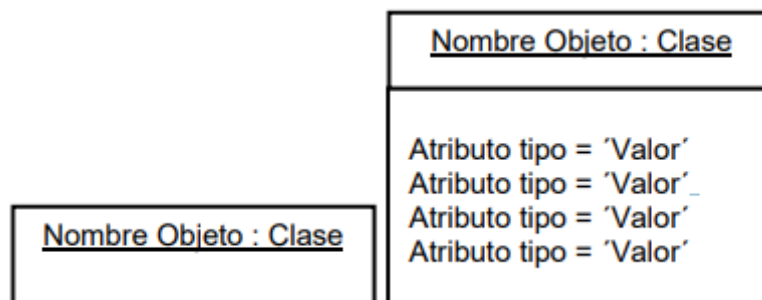 Nombre Objeto : Clase
Atributo tipo = ´Valor´
Atributo tipo = ´Valor´
Atributo tipo = ´Valor´
Atributo tipo = ´Valor´
Nombre Objeto : Clase